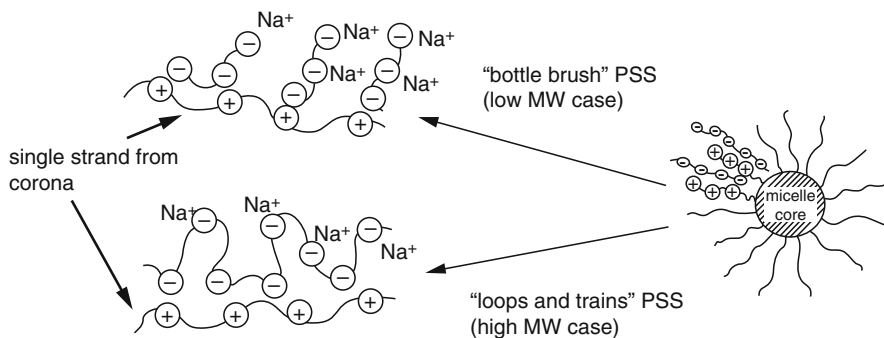 Na⁺
Na⁺
Na⁺
Na⁺
Na⁺
− − − − − − − − −
+ + + +
"bottle brush" PSS
(low MW case)
single strand from
corona
micelle
core
Na⁺
Na⁺
Na⁺
Na⁺
− − − − − − − −
+ + + +
"loops and trains" PSS
(high MW case)